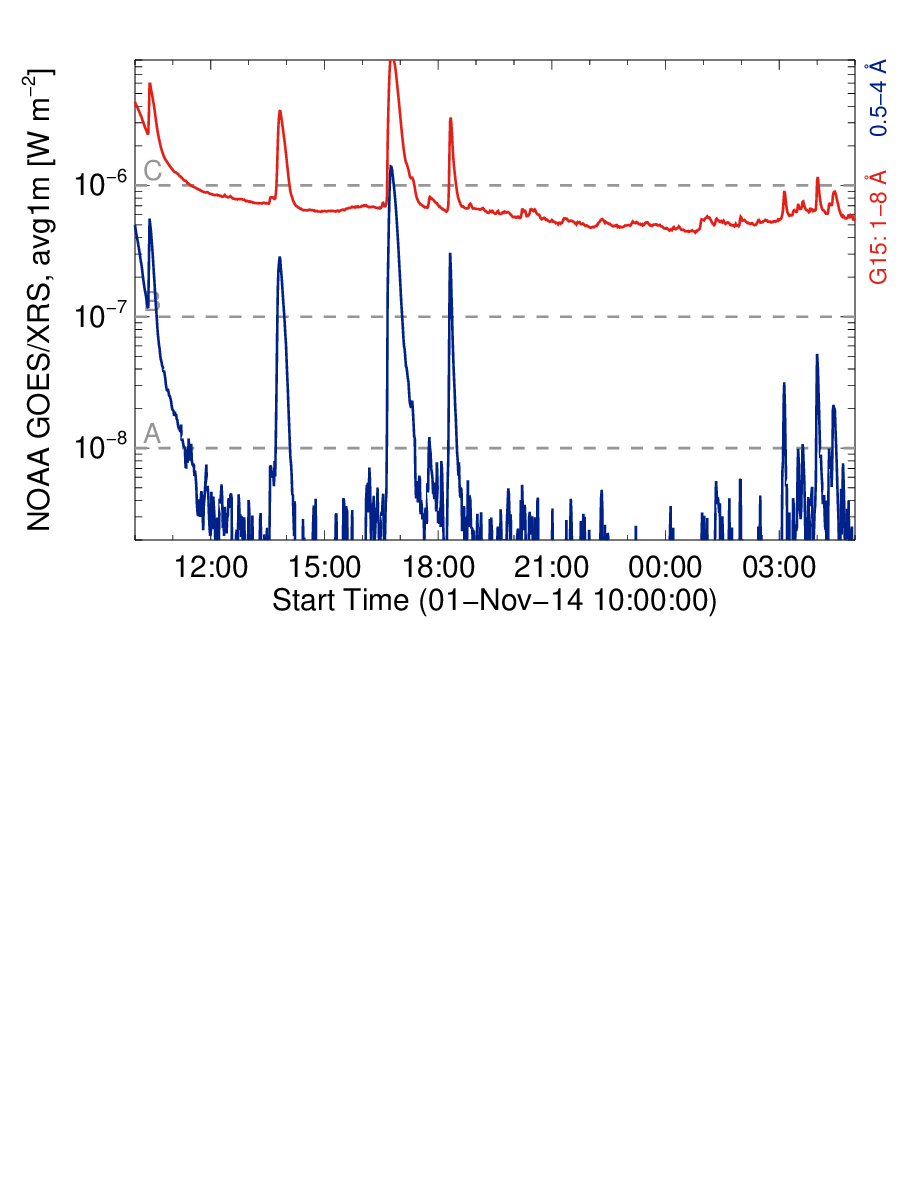 NOAA GOES/XRS, avg1m [W m⁻²]
0.5–4 Å
G15: 1–8 Å
C
10⁻⁶
B
10⁻⁷
A
10⁻⁸
12:00 15:00 18:00 21:00 00:00 03:00
Start Time (01–Nov–14 10:00:00)